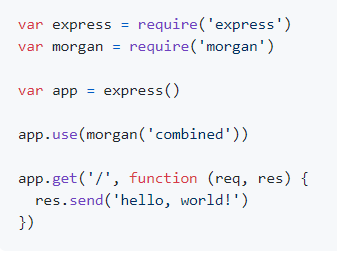 var express = require('express')
var morgan = require('morgan')

var app = express()

app.use(morgan('combined'))

app.get('/', function (req, res) {
  res.send('hello, world!')
})